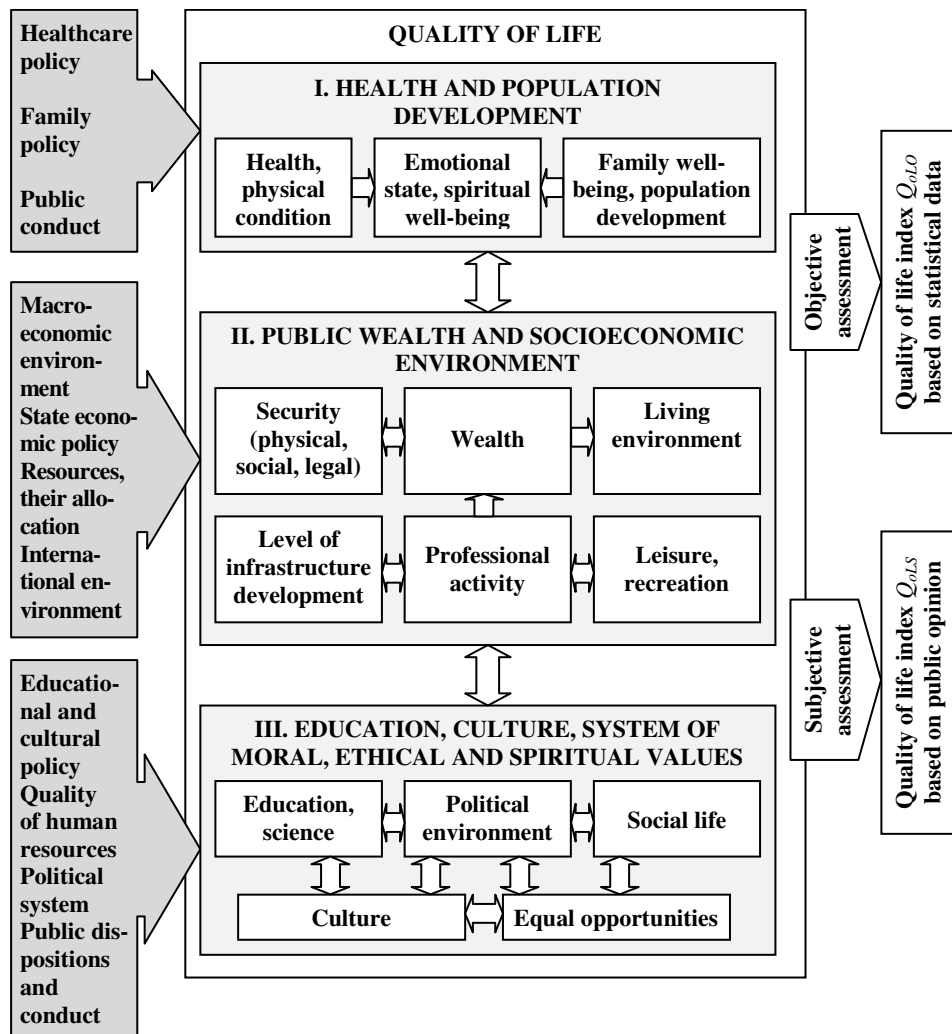 Healthcare
policy
Family
policy
Public
conduct
QUALITY OF LIFE
I. HEALTH AND POPULATION
DEVELOPMENT
Health,
physical
condition
Emotional
state, spiritual
well-being
Family well-
being, population
development
Macro-
economic
environ-
ment
State econo-
mic policy
Resources,
their allo-
cation
Interna-
tional en-
vironment
II. PUBLIC WEALTH AND SOCIOECONOMIC
ENVIRONMENT
Security
(physical,
social, legal)
Wealth
Living
environment
Level of
infrastructure
development
Professional
activity
Leisure,
recreation
Educatio-
nal and
cultural
policy
Quality
of human
resources
Political
system
Public dis-
positions
and
conduct
III. EDUCATION, CULTURE, SYSTEM OF
MORAL, ETHICAL AND SPIRITUAL VALUES
Education,
science
Political
environment
Social life
Culture
Equal opportunities
Objective
assessment
Quality of life index QoLO
based on statistical data
Subjective
assessment
Quality of life index QoLS
based on public opinion